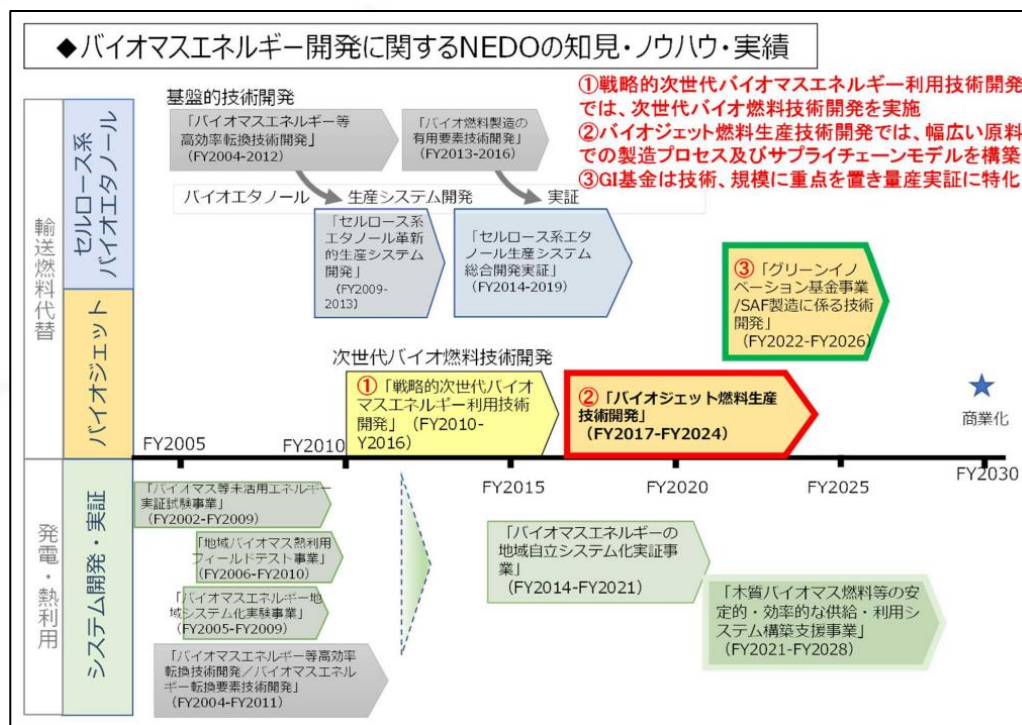 ◆バイオマスエネルギー開発に関するNEDOの知見・ノウハウ・実績
①戦略的次世代バイオマスエネルギー利用技術開発
では、次世代バイオ燃料技術開発を実施
②バイオジェット燃料生産技術開発では、幅広い原料
での製造プロセス及びサプライチェーンモデルを構築
③GI基金は技術、規模に重点を置き量産実証に特化
輸送燃料代替
セルロース系
バイオエタノール
基盤的技術開発
「バイオマスエネルギー等
高効率転換技術開発」
(FY2004-2012)
「バイオ燃料製造の
有用要素技術開発」
(FY2013-2016)
バイオエタノール
生産システム開発
実証
「セルロース系
エタノール革新
的生産システム
開発」
(FY2009-
2013)
「セルロース系エタ
ノール生産システム
総合開発実証」
(FY2014-2019)
③「グリーンイノ
ベーション基金事業
/SAF製造に係る技術
開発」
(FY2022-FY2026)
バイオジェット
次世代バイオ燃料技術開発
①「戦略的次世代バイオ
マスエネルギー利用技術
開発」 (FY2010-
Y2016)
②「バイオジェット燃料生産
技術開発」
(FY2017-FY2024)
商業化
FY2005
FY2010
FY2015
FY2020
FY2025
FY2030
発電・熱利用
システム開発・実証
「バイオマス等未活用エネルギー
実証試験事業」
(FY2002-FY2009)
「地域バイオマス熱利用
フィールドテスト事業」
(FY2006-FY2010)
「バイオマスエネルギー地
域システム化実験事業」
(FY2005-FY2009)
「バイオマスエネルギー等高効率
転換技術開発／バイオマスエネル
ギー転換要素技術開発」
(FY2004-FY2011)
「バイオマスエネルギーの
地域自立システム化実証事
業」
(FY2014-FY2021)
「木質バイオマス燃料等の安
定的・効率的な供給・利用シ
ステム構築支援事業」
(FY2021-FY2028)